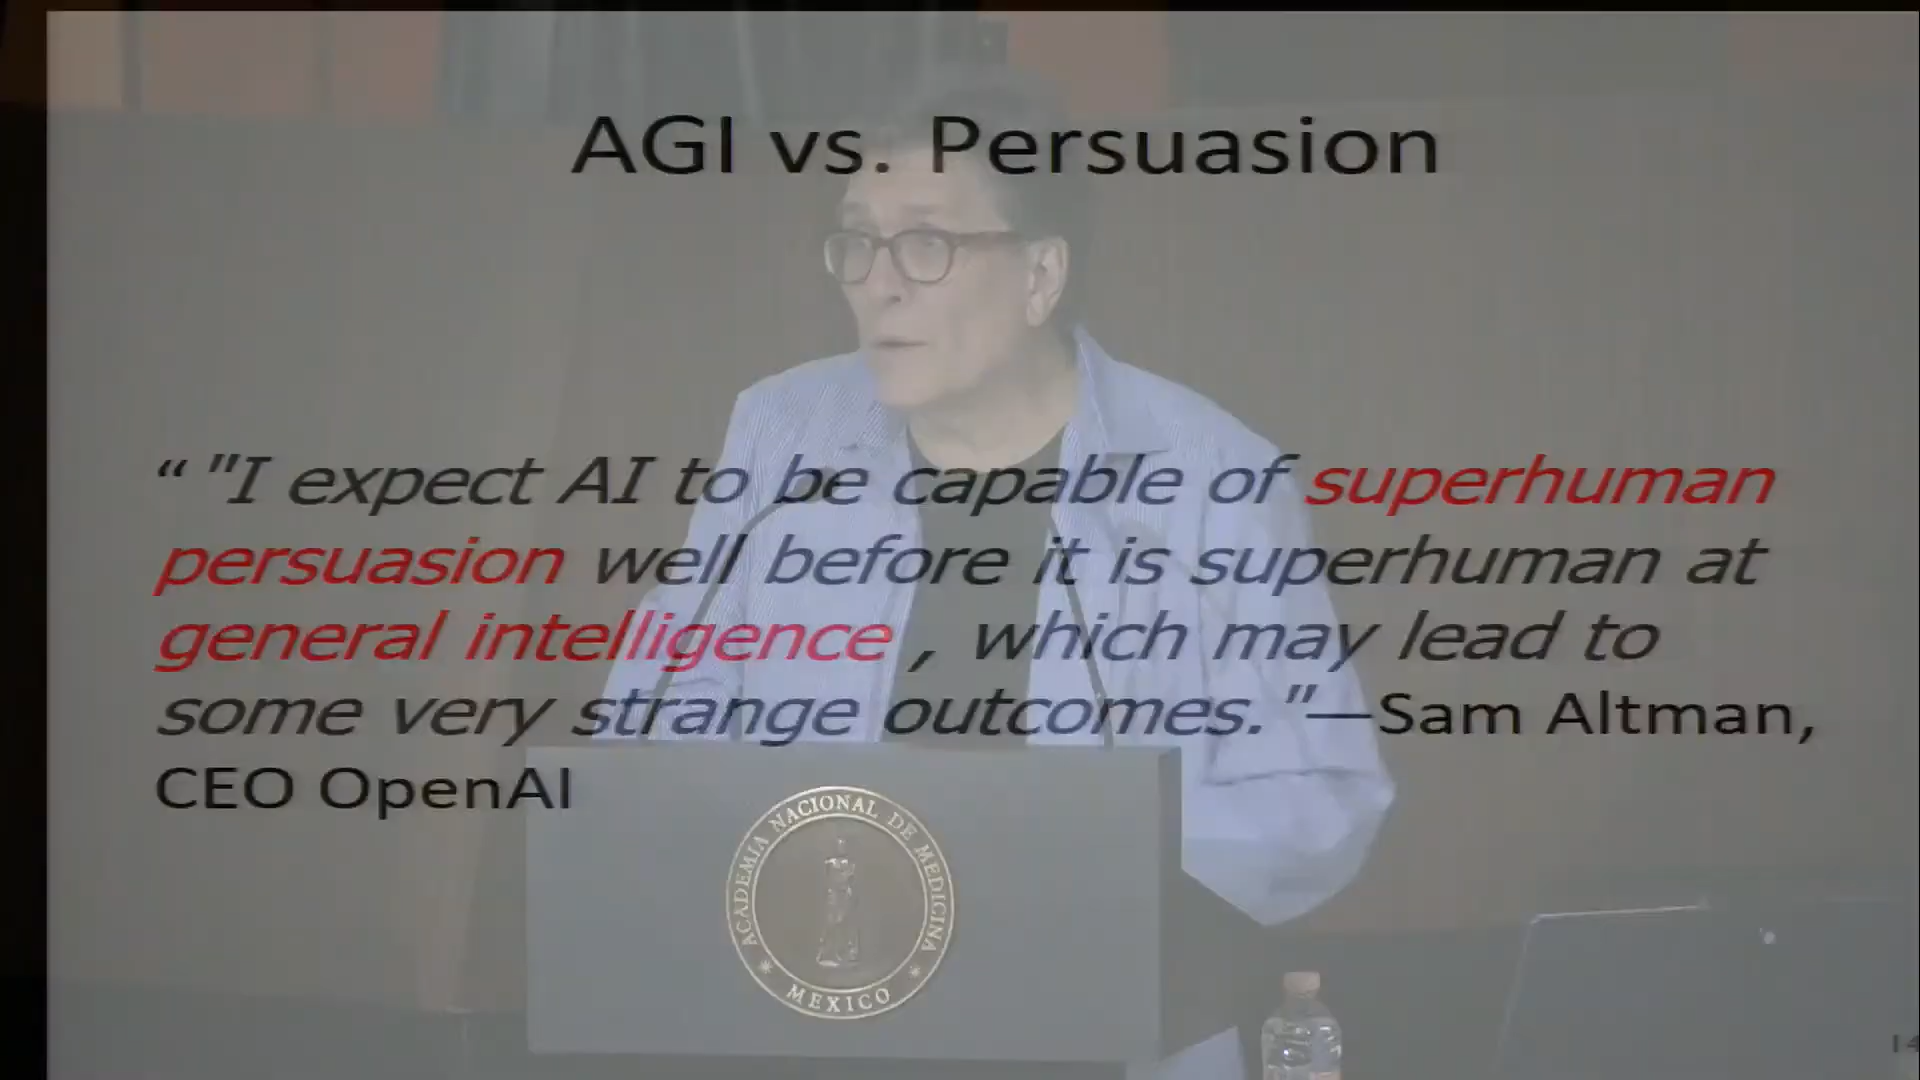 AGI vs. Persuasion
“"I expect AI to be capable of superhuman
persuasion well before it is superhuman at
general intelligence , which may lead to
some very strange outcomes."—Sam Altman,
CEO OpenAI
ACADEMIA NACIONAL DE MEDICINA
MEXICO
14